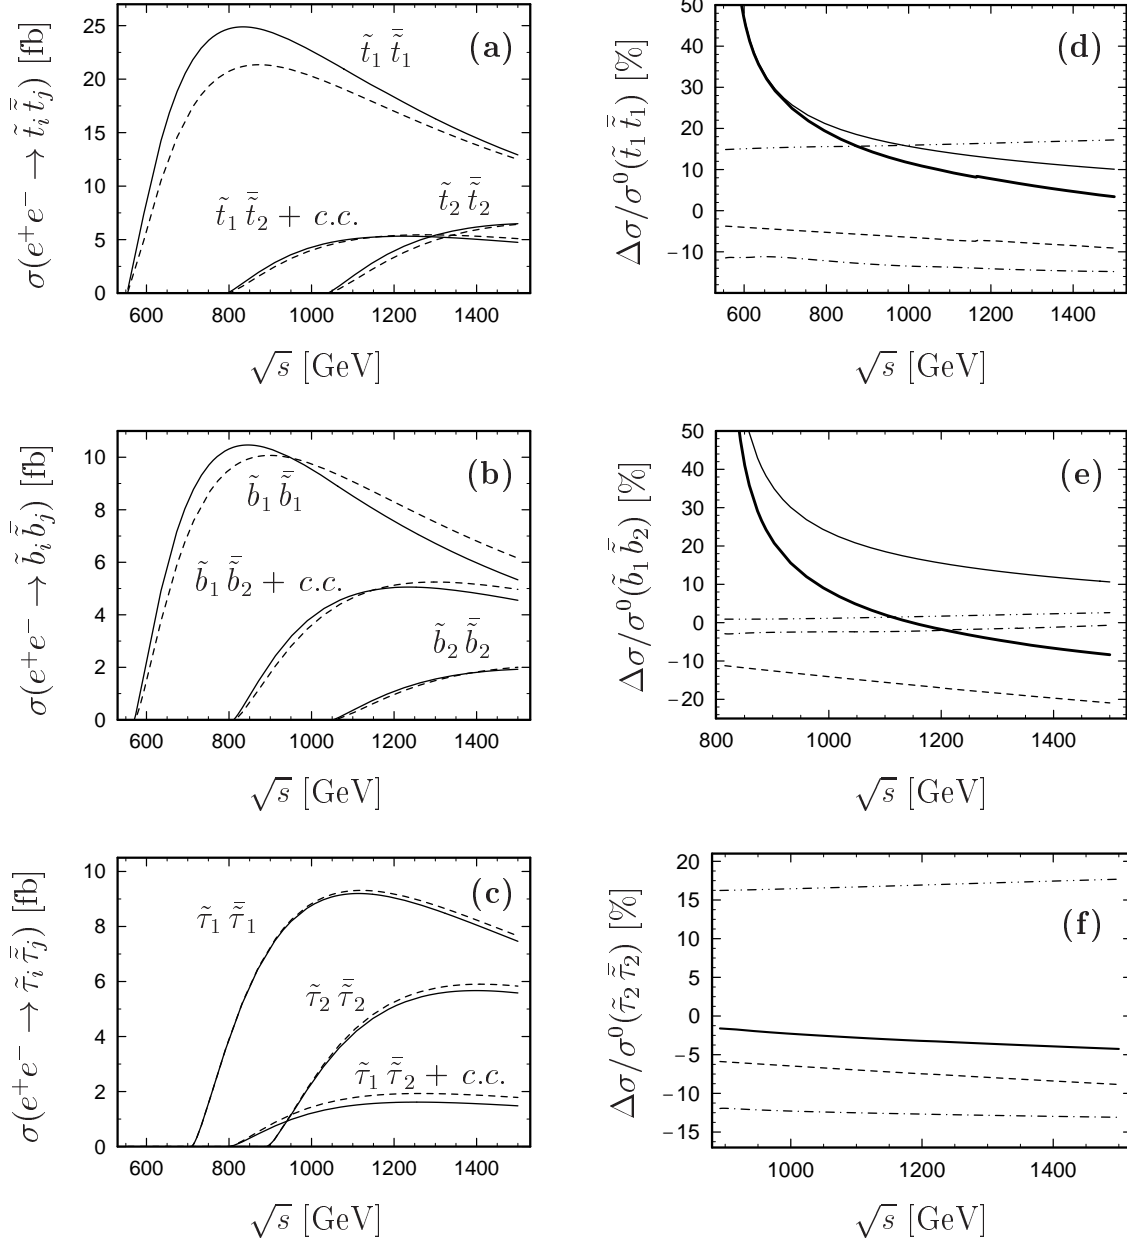 σ(e⁺e⁻ → t̃ᵢ t̃̄ⱼ) [fb]
25
20
15
10
5
0
600 800 1000 1200 1400
√s [GeV]
(a)
t̃₁ t̃̄₁
t̃₁ t̃̄₂ + c.c.
t̃₂ t̃̄₂
Δσ/σ⁰(t̃₁ t̃̄₁) [%]
50
40
30
20
10
0
−10
600 800 1000 1200 1400
√s [GeV]
(d)
σ(e⁺e⁻ → b̃ᵢ b̃̄ⱼ) [fb]
10
8
6
4
2
0
600 800 1000 1200 1400
√s [GeV]
(b)
b̃₁ b̃̄₁
b̃₁ b̃̄₂ + c.c.
b̃₂ b̃̄₂
Δσ/σ⁰(b̃₁ b̃̄₂) [%]
50
40
30
20
10
0
−10
−20
800 1000 1200 1400
√s [GeV]
(e)
σ(e⁺e⁻ → τ̃ᵢ τ̃̄ⱼ) [fb]
10
8
6
4
2
0
600 800 1000 1200 1400
√s [GeV]
(c)
τ̃₁ τ̃̄₁
τ̃₂ τ̃̄₂
τ̃₁ τ̃̄₂ + c.c.
Δσ/σ⁰(τ̃₂ τ̃̄₂) [%]
20
15
10
5
0
−5
−10
−15
1000 1200 1400
√s [GeV]
(f)